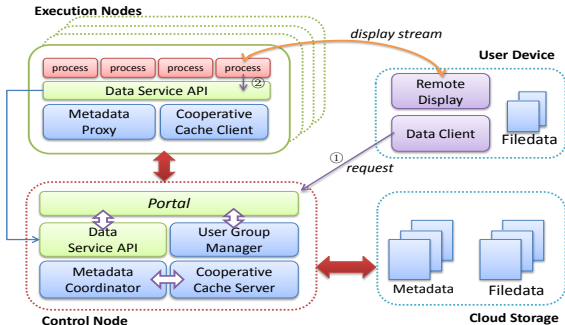 Execution Nodes
display stream
User Device
process process process process
②
Data Service API
Remote
Display
Metadata
Proxy
Cooperative
Cache Client
Data Client
Filedata
①
request
Portal
Data
Service API
User Group
Manager
Metadata
Coordinator
Cooperative
Cache Server
Metadata
Filedata
Control Node
Cloud Storage